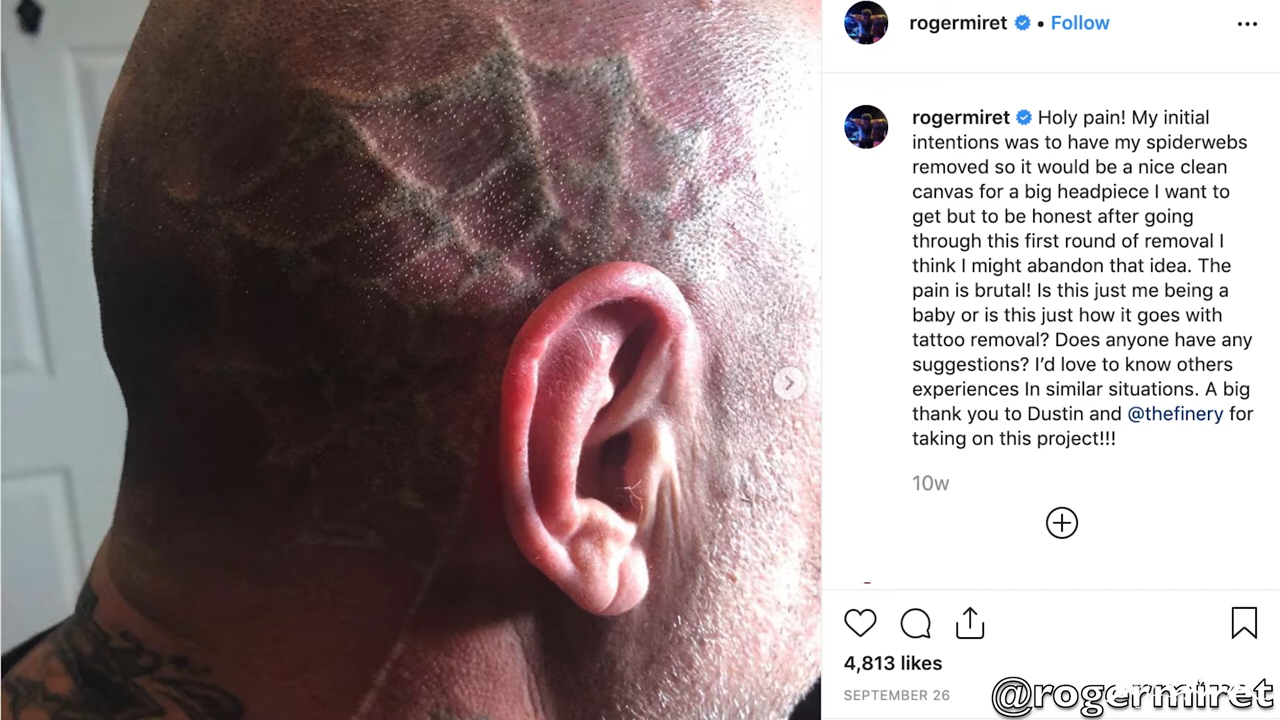 rogermiret • Follow
rogermiret Holy pain! My initial
intentions was to have my spiderwebs
removed so it would be a nice clean
canvas for a big headpiece I want to
get but to be honest after going
through this first round of removal I
think I might abandon that idea. The
pain is brutal! Is this just me being a
baby or is this just how it goes with
tattoo removal? Does anyone have any
suggestions? I'd love to know others
experiences In similar situations. A big
thank you to Dustin and @thefinery for
taking on this project!!!
10w
4,813 likes
SEPTEMBER 26
@rogermiret